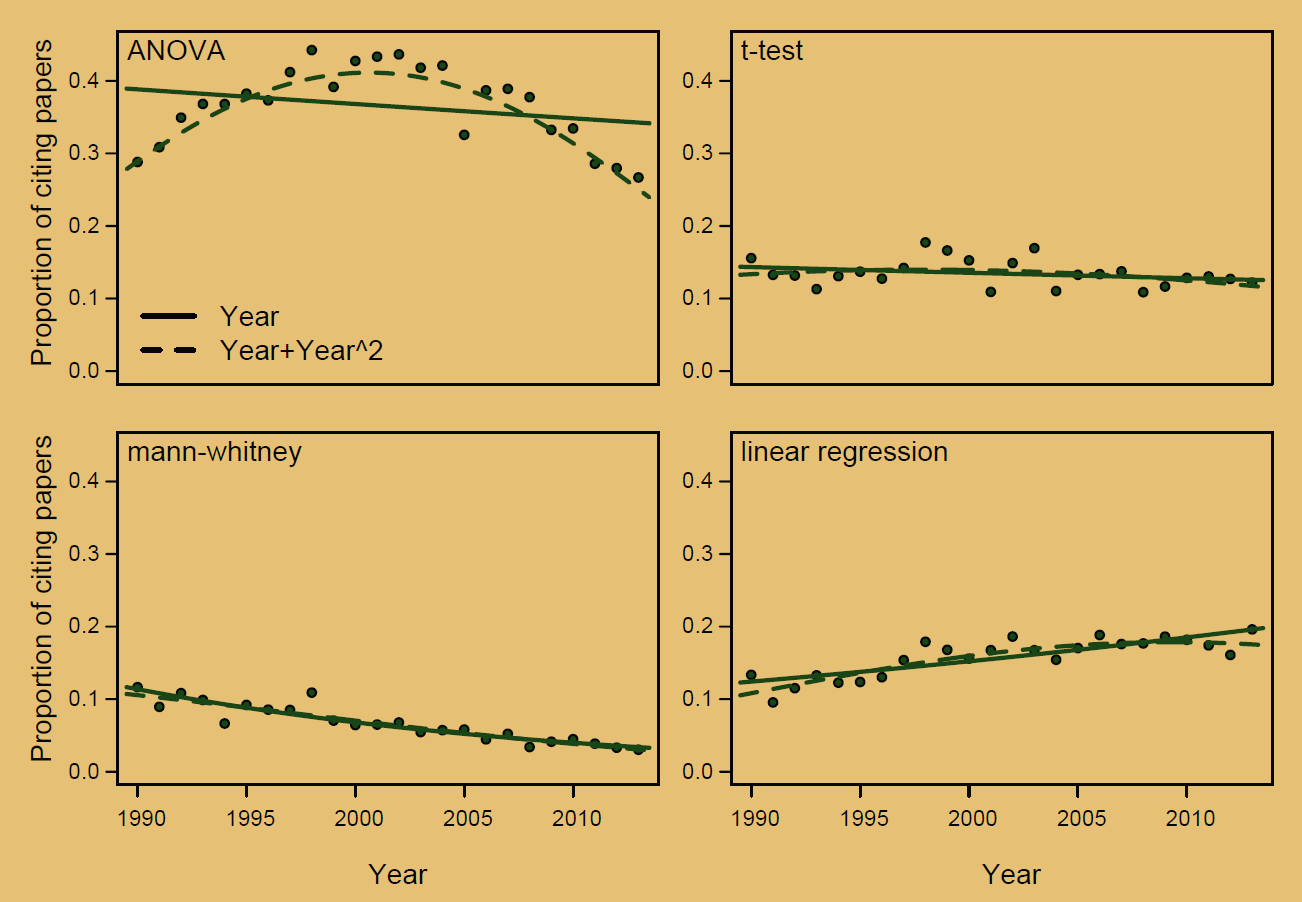 ANOVA
Proportion of citing papers
0.4
0.3
0.2
0.1
0.0
Year
Year+Year^2
t-test
0.4
0.3
0.2
0.1
0.0
mann-whitney
Proportion of citing papers
0.4
0.3
0.2
0.1
0.0
1990 1995 2000 2005 2010
Year
linear regression
0.4
0.3
0.2
0.1
0.0
1990 1995 2000 2005 2010
Year